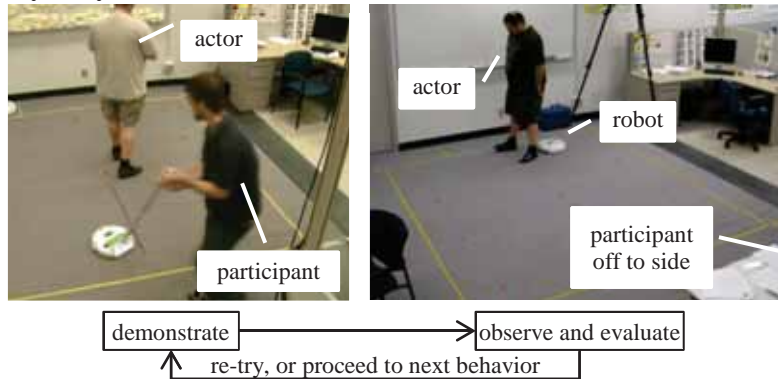 actor
participant
actor
robot
participant
off to side
demonstrate
observe and evaluate
re-try, or proceed to next behavior